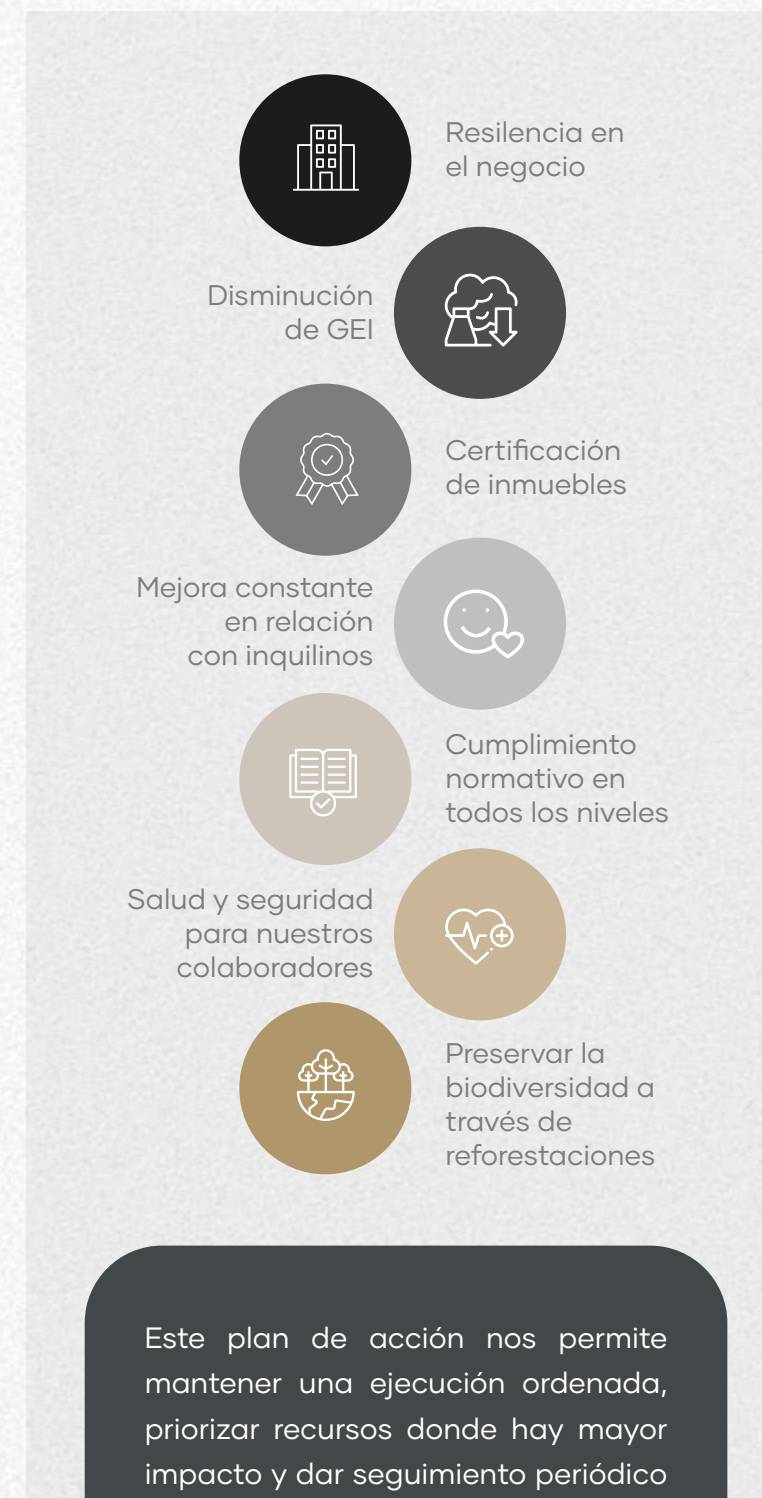 Resilencia en
el negocio
Disminución
de GEI
Certificación
de inmuebles
Mejora constante
en relación
con inquilinos
Cumplimiento
normativo en
todos los niveles
Salud y seguridad
para nuestros
colaboradores
Preservar la
biodiversidad a
través de
reforestaciones
Este plan de acción nos permite
mantener una ejecución ordenada,
priorizar recursos donde hay mayor
impacto y dar seguimiento periódico